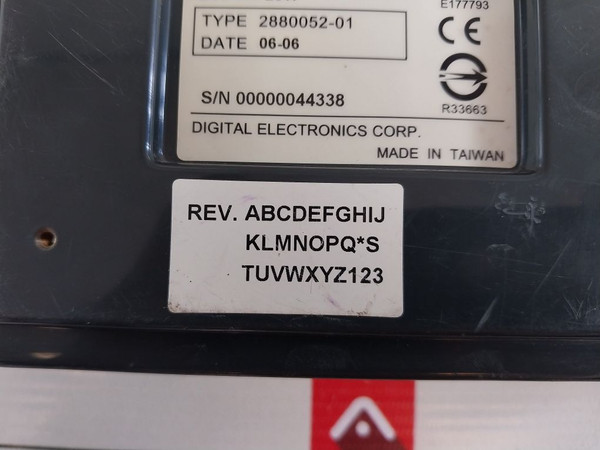 E177793
TYPE 2880052-01
DATE 06-06
CE
S/N 00000044338
R33663
DIGITAL ELECTRONICS CORP.
MADE IN TAIWAN
REV. ABCDEFGHIJ
KLMNOPQ*S
TUVWXYZ123